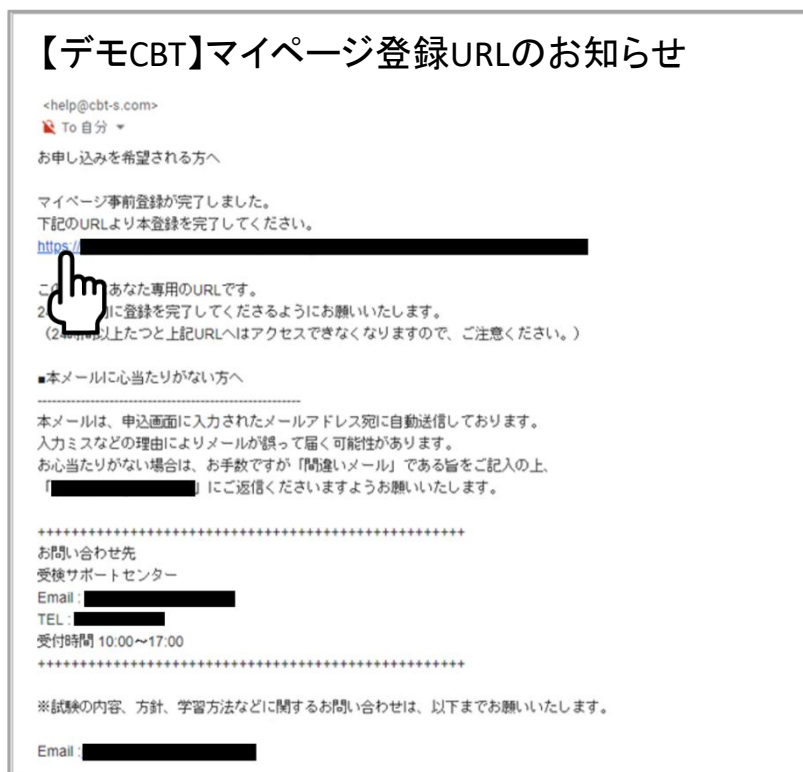 【デモCBT】マイページ登録URLのお知らせ
<help@cbt-s.com>
To 自分
お申し込みを希望される方へ
マイページ事前登録が完了しました。
下記のURLより本登録を完了してください。
https://
こ あなた専用のURLです。
2 に登録を完了してくださるようにお願いいたします。
(24 以上たつと上記URLへはアクセスできなくなりますので、ご注意ください。)
■本メールに心当たりがない方へ
------------------------------------------------------
本メールは、申込画面に入力されたメールアドレス宛に自動送信しております。
入力ミスなどの理由によりメールが誤って届く可能性があります。
お心当たりがない場合は、お手数ですが「間違いメール」である旨をご記入の上、
「 」にご返信くださいますようお願いいたします。
+++++++++++++++++++++++++++++++++++++++++++++++++++
お問い合わせ先
受検サポートセンター
Email :
TEL :
受付時間 10:00~17:00
+++++++++++++++++++++++++++++++++++++++++++++++++++
※試験の内容、方針、学習方法などに関するお問い合わせは、以下までお願いいたします。
Email :